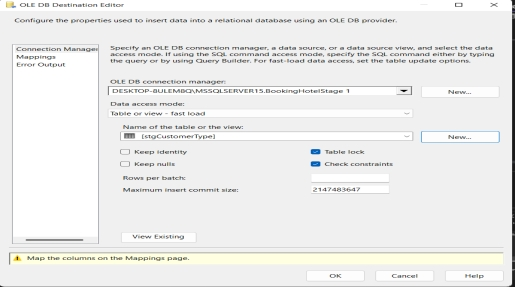 OLE DB Destination Editor
Configure the properties used to insert data into a relational database using an OLE DB provider.
Connection Manager
Mappings
Error Output
Specify an OLE DB connection manager, a data source, or a data source view, and select the data
access mode. If using the SQL command access mode, specify the SQL command either by typing
the query or by using Query Builder. For fast-load data access, set the table update options.
OLE DB connection manager:
DESKTOP-BULEM8Q\MSSQLSERVER15.BookingHotelStage 1
New...
Data access mode:
Table or view - fast load
Name of the table or the view:
[stgCustomerType]
New...
Keep identity
Table lock
Keep nulls
Check constraints
Rows per batch:
Maximum insert commit size:
2147483647
View Existing
Map the columns on the Mappings page.
OK
Cancel
Help